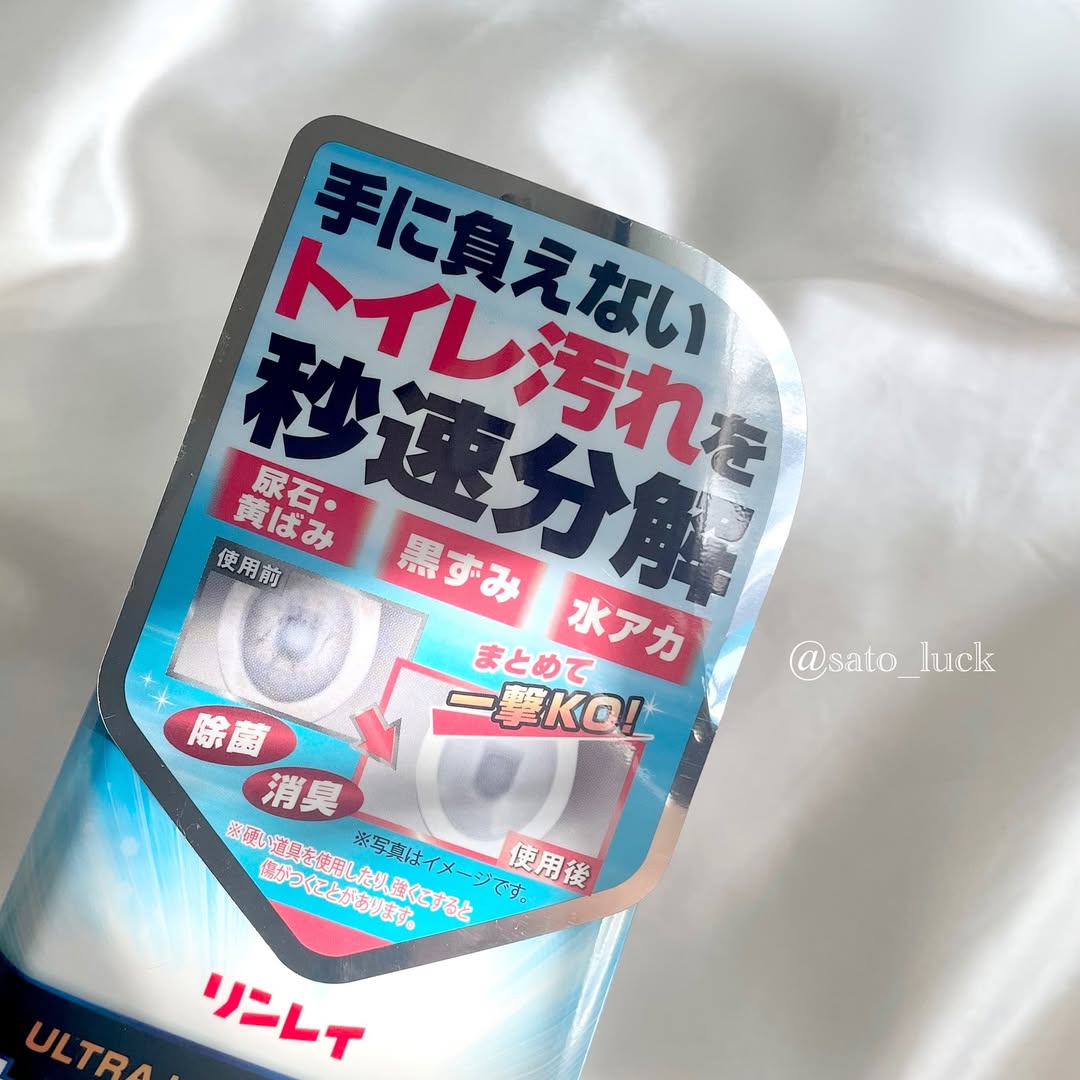 手に負えない
トイレ汚れを
秒速分解
尿石・
黄ばみ
黒ずみ
水アカ
使用前
まとめて
一撃KO!
除菌
消臭
使用後
※写真はイメージです。
※硬い道具を使用したり、強くこすると
傷がつくことがあります。
リンレイ
ULTRA
@sato_luck